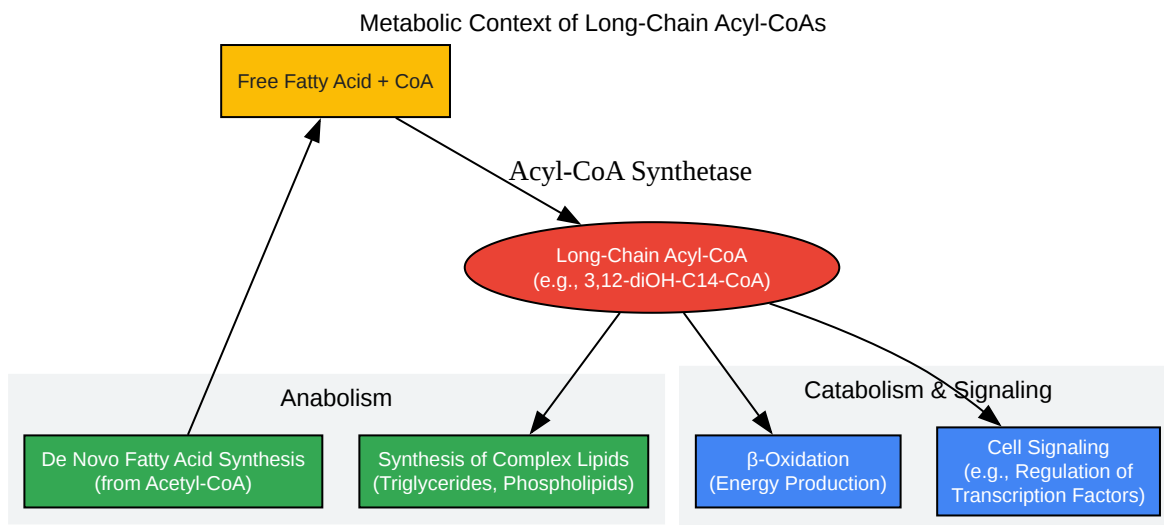 Metabolic Context of Long-Chain Acyl-CoAs
Free Fatty Acid + CoA
Acyl-CoA Synthetase
Long-Chain Acyl-CoA
(e.g., 3,12-diOH-C14-CoA)
Anabolism
De Novo Fatty Acid Synthesis
(from Acetyl-CoA)
Synthesis of Complex Lipids
(Triglycerides, Phospholipids)
Catabolism & Signaling
β-Oxidation
(Energy Production)
Cell Signaling
(e.g., Regulation of
Transcription Factors)